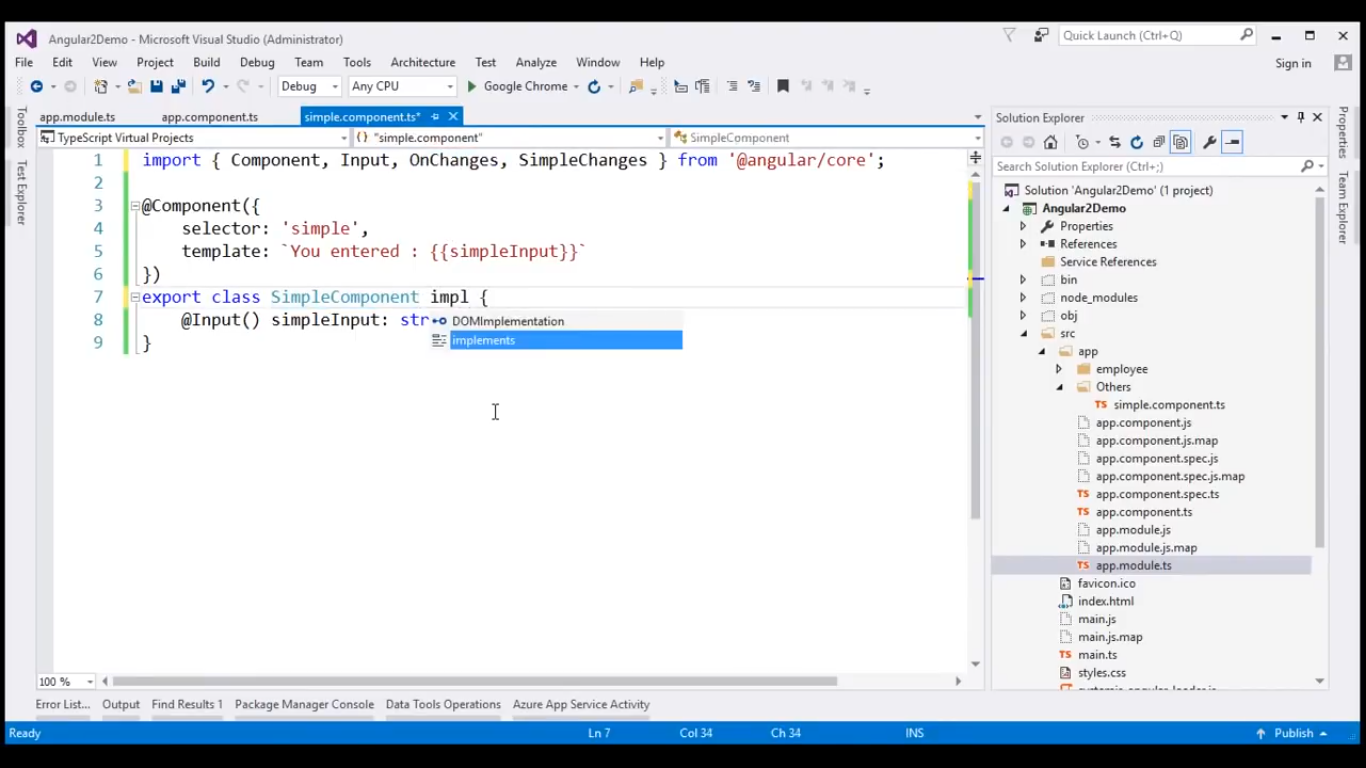 Angular2Demo - Microsoft Visual Studio (Administrator)
Quick Launch (Ctrl+Q)
File Edit View Project Build Debug Team Tools Architecture Test Analyze Window Help
Sign in
Debug Any CPU Google Chrome
Toolbox
Test Explorer
app.module.ts app.component.ts simple.component.ts*
TypeScript Virtual Projects {} "simple.component" SimpleComponent
1 import { Component, Input, OnChanges, SimpleChanges } from '@angular/core';
2
3 @Component({
4 selector: 'simple',
5 template: `You entered : {{simpleInput}}`
6 })
7 export class SimpleComponent impl {
8 @Input() simpleInput: str
9 }
DOMImplementation
implements
100 %
Solution Explorer
Search Solution Explorer (Ctrl+;)
Solution 'Angular2Demo' (1 project)
Angular2Demo
Properties
References
Service References
bin
node_modules
obj
src
app
employee
Others
TS simple.component.ts
app.component.js
app.component.js.map
app.component.spec.js
app.component.spec.js.map
TS app.component.spec.ts
TS app.component.ts
app.module.js
app.module.js.map
TS app.module.ts
favicon.ico
index.html
main.js
main.js.map
TS main.ts
styles.css
Properties
Team Explorer
Error List... Output Find Results 1 Package Manager Console Data Tools Operations Azure App Service Activity
Ready Ln 7 Col 34 Ch 34 INS Publish